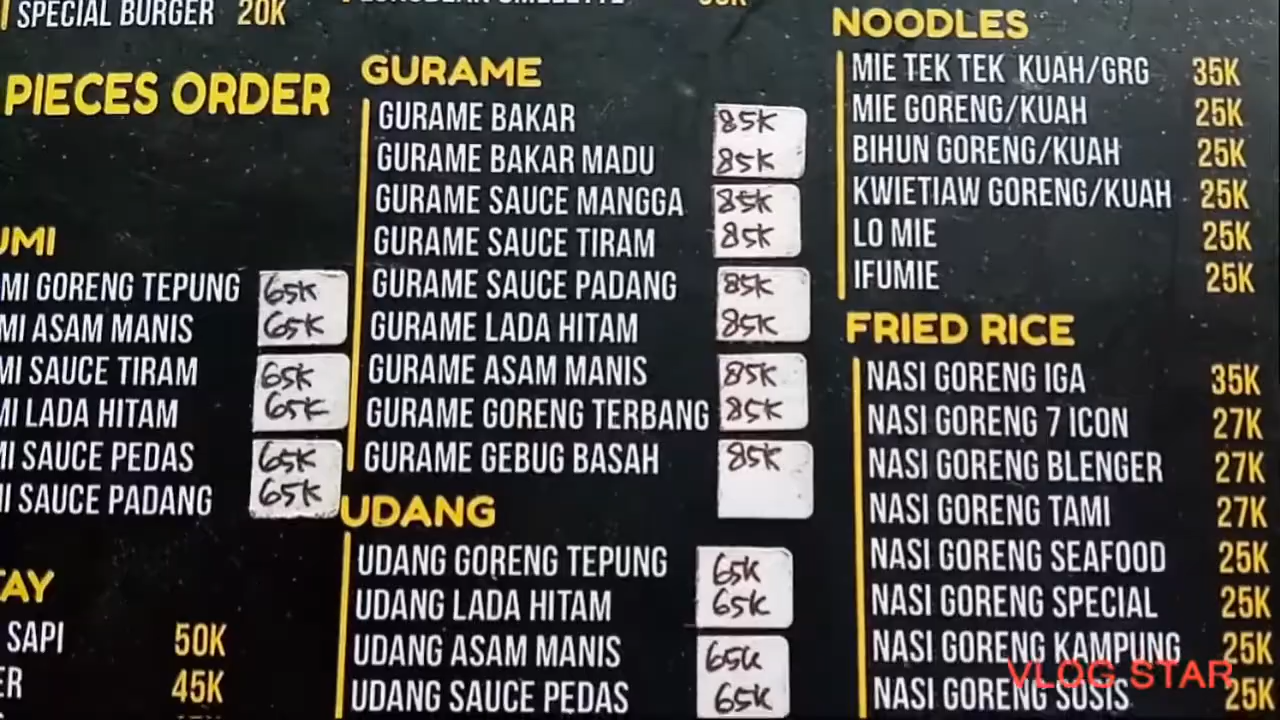 SPECIAL BURGER 20K
PIECES ORDER
MI GORENG TEPUNG 65K
MI ASAM MANIS 65K
MI SAUCE TIRAM 65K
MI LADA HITAM 65K
MI SAUCE PEDAS 65K
MI SAUCE PADANG 65K
SAPI 50K
45K
GURAME
GURAME BAKAR 85K
GURAME BAKAR MADU 85K
GURAME SAUCE MANGGA 85K
GURAME SAUCE TIRAM 85K
GURAME SAUCE PADANG 85K
GURAME LADA HITAM 85K
GURAME ASAM MANIS 85K
GURAME GORENG TERBANG 85K
GURAME GEBUG BASAH 85K
UDANG
UDANG GORENG TEPUNG 65K
UDANG LADA HITAM 65K
UDANG ASAM MANIS 65K
UDANG SAUCE PEDAS 65K
NOODLES
MIE TEK TEK KUAH/GRG 35K
MIE GORENG/KUAH 25K
BIHUN GORENG/KUAH 25K
KWIETIAW GORENG/KUAH 25K
LO MIE 25K
IFUMIE 25K
FRIED RICE
NASI GORENG IGA 35K
NASI GORENG 7 ICON 27K
NASI GORENG BLENGER 27K
NASI GORENG TAMI 27K
NASI GORENG SEAFOOD 25K
NASI GORENG SPECIAL 25K
NASI GORENG KAMPUNG 25K
NASI GORENG SOSIS 25K
VLOG STAR